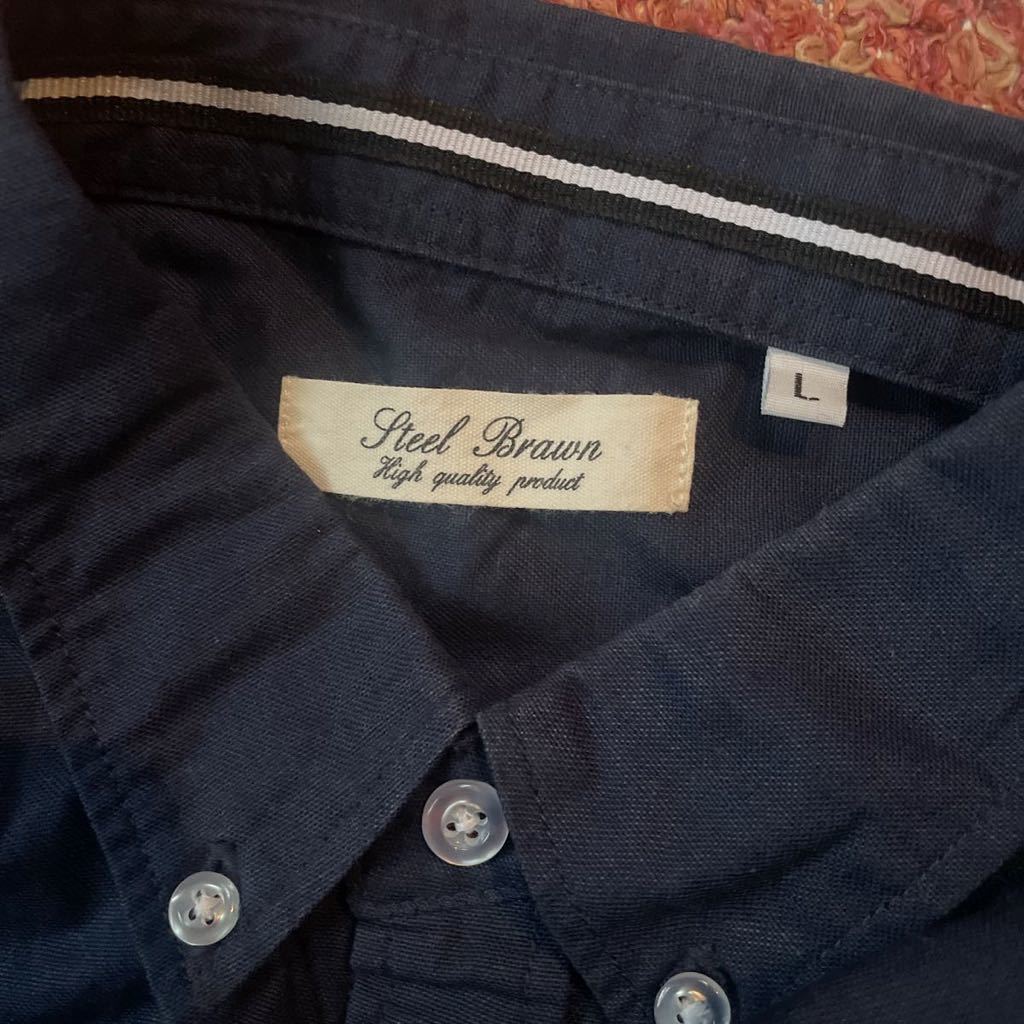 Steel Brawn
High quality product
L